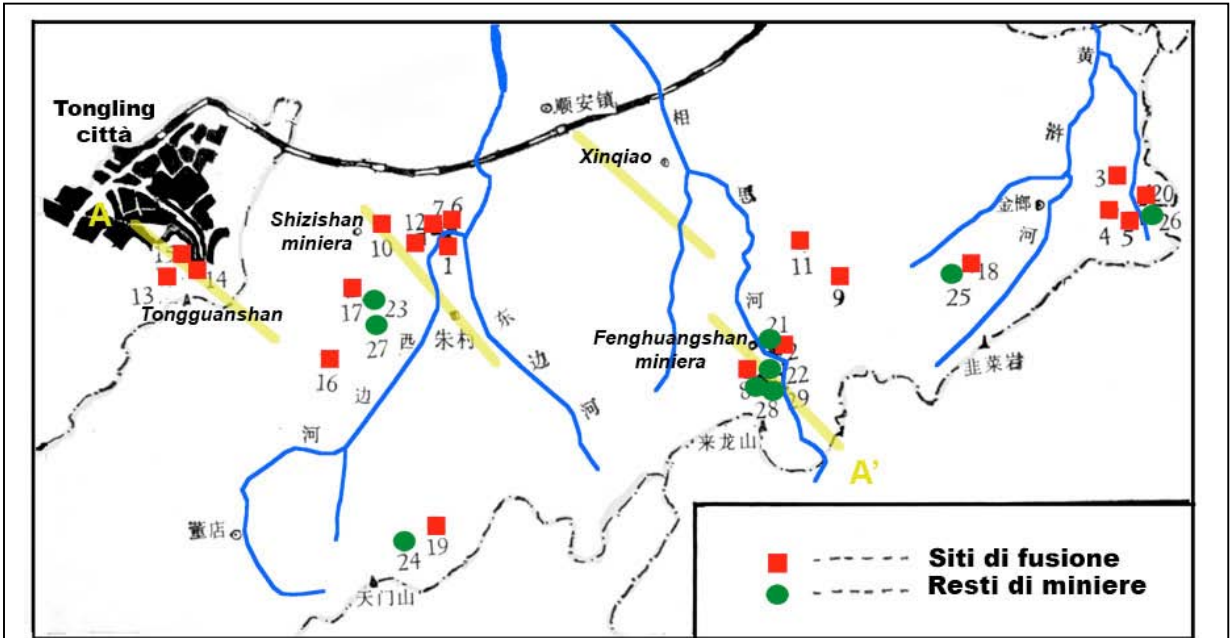 Tongling
città
顺安镇
黄
浒
相
Xinqiao
思
3
20
金榔
26
4
5
河
A
Shizishan
miniera
12
7
6
10
1
11
18
15
14
13
Tongguanshan
9
25
17
23
27
西
朱村
东
边
河
河
21
2
Fenghuangshan
miniera
22
8
28
29
韭菜岩
16
边
河
来龙山
A'
董店
19
24
天门山
Siti di fusione
Resti di miniere